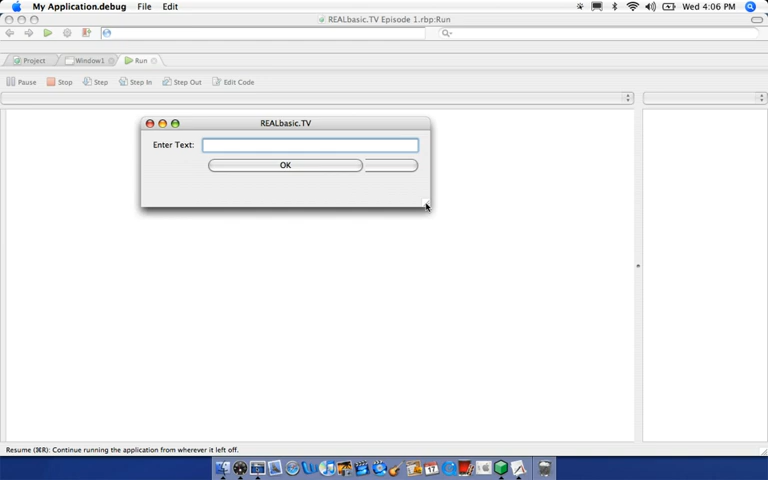 My Application.debug File Edit Wed 4:06 PM
REALbasic.TV Episode 1.rbp:Run
Project Window1 Run
Pause Stop Step Step In Step Out Edit Code
REALbasic.TV
Enter Text:
OK
Resume (⌘R): Continue running the application from wherever it left off.
17